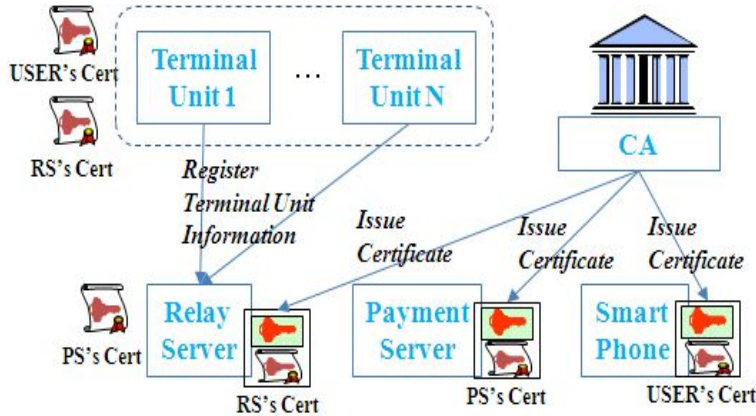 USER's Cert
RS's Cert
Terminal
Unit 1
...
Terminal
Unit N
CA
Register
Terminal Unit
Information
Issue
Certificate
Issue
Certificate
Issue
Certificate
PS's Cert
Relay
Server
RS's Cert
Payment
Server
PS's Cert
Smart
Phone
USER's Cert